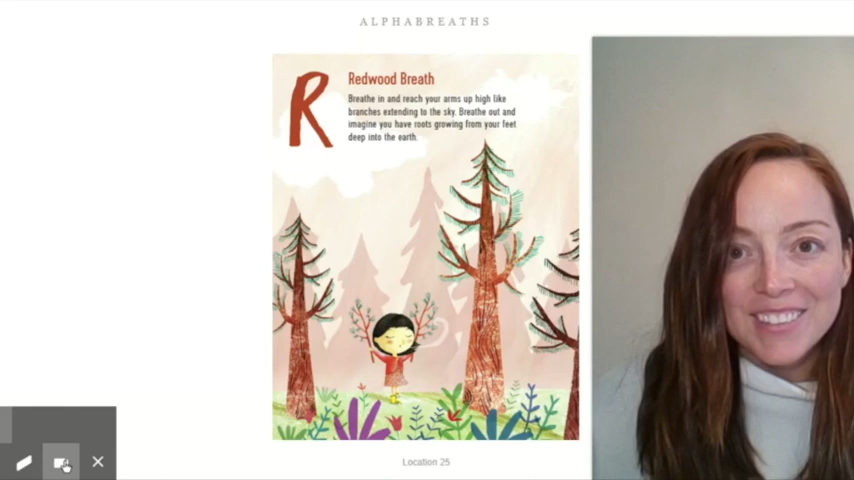 ALPHABREATHS
R
Redwood Breath
Breathe in and reach your arms up high like
branches extending to the sky. Breathe out and
imagine you have roots growing from your feet
deep into the earth.
Location 25